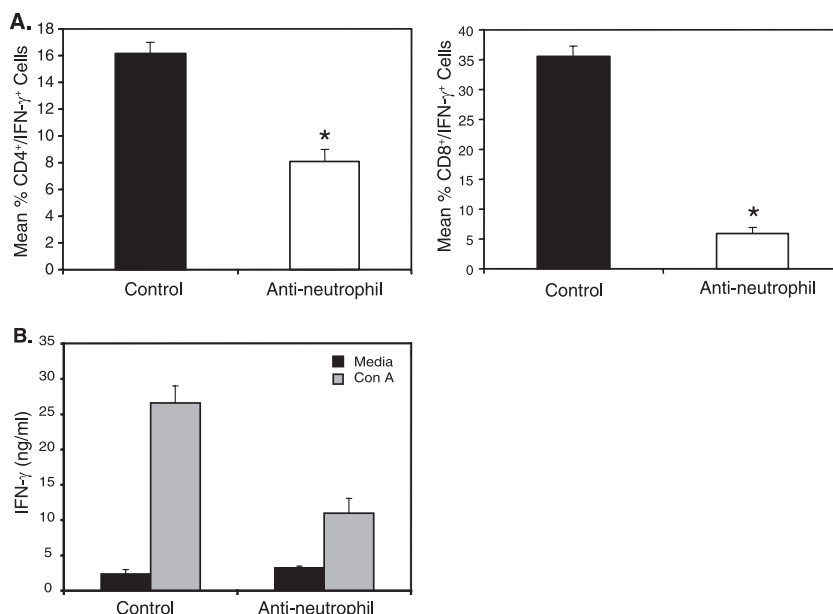 A.
Mean % CD4⁺/IFN-γ⁺ Cells
18
16
14
12
10
8
6
4
2
0
*
Control
Anti-neutrophil
Mean % CD8⁺/IFN-γ⁺ Cells
40
35
30
25
20
15
10
5
0
*
Control
Anti-neutrophil
B.
IFN-γ (ng/ml)
35
30
25
20
15
10
5
0
Media
Con A
Control
Anti-neutrophil